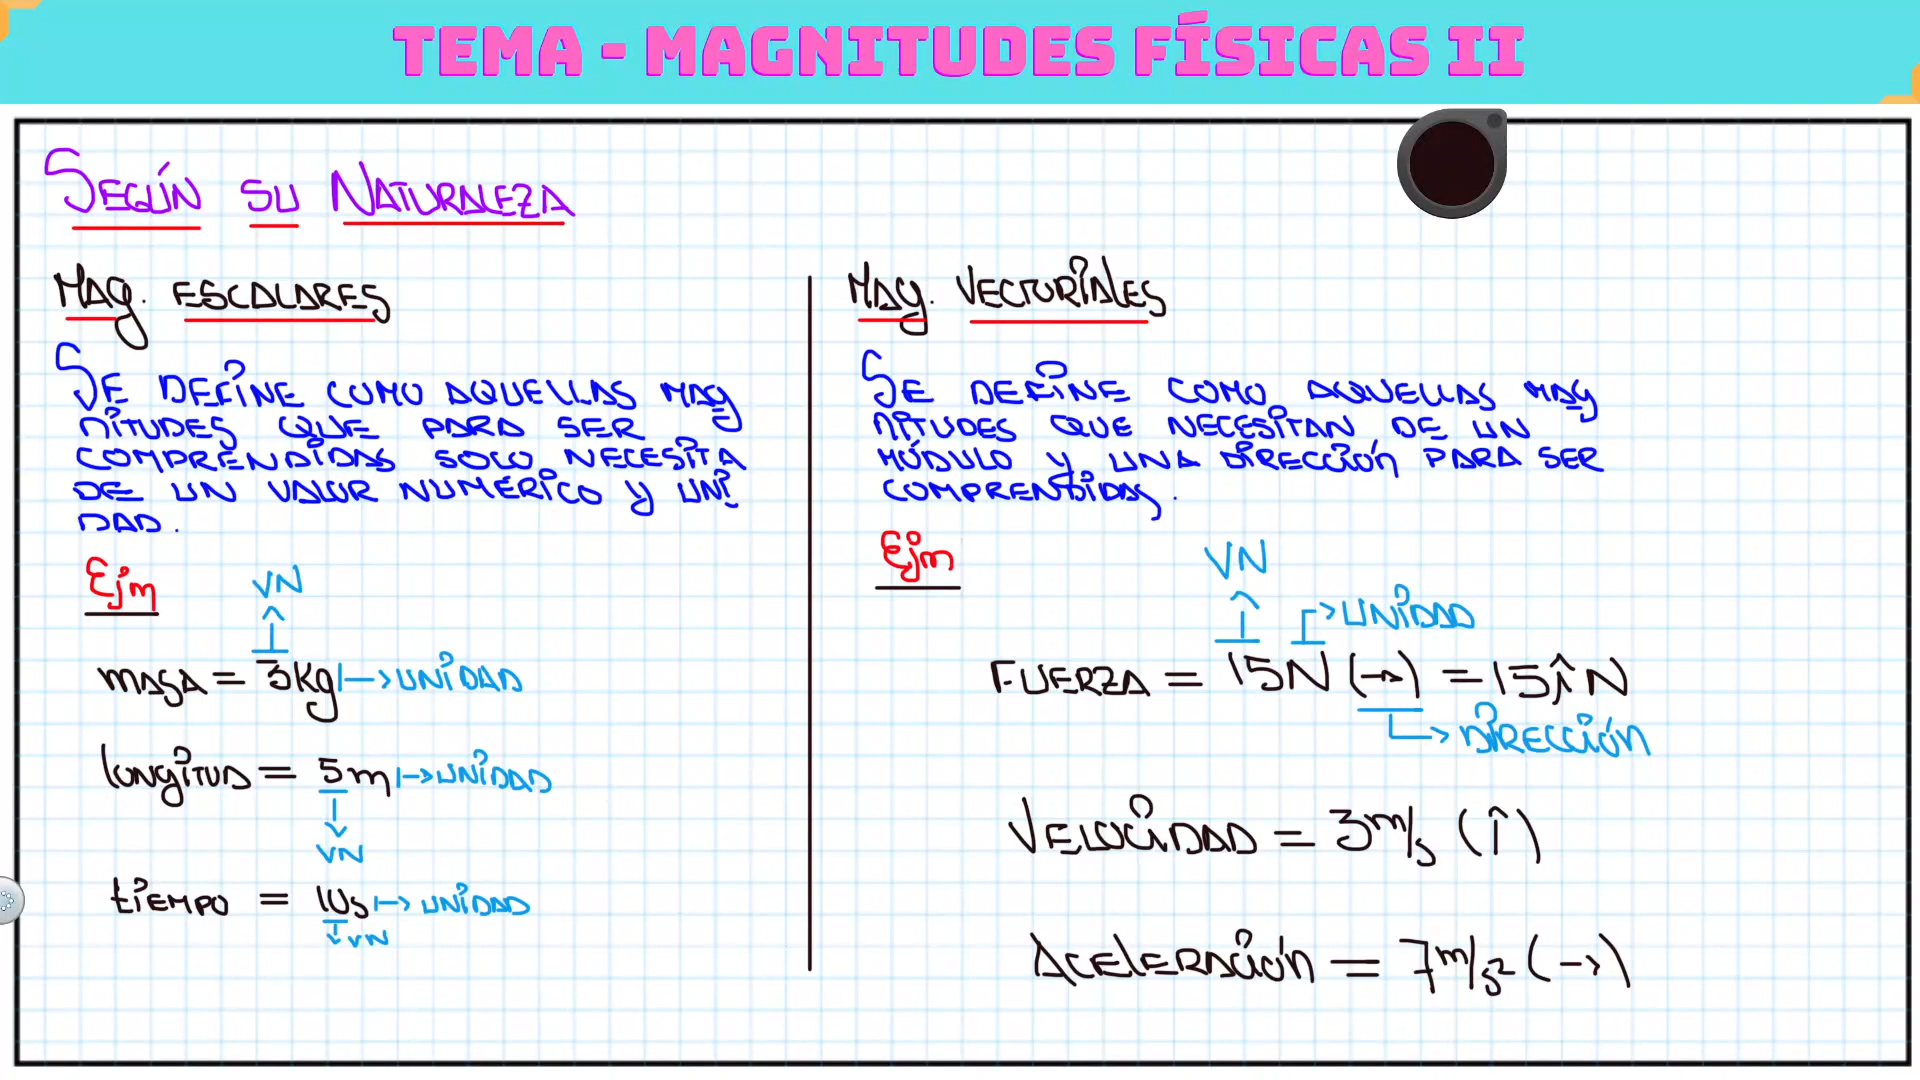 TEMA - MAGNITUDES FÍSICAS II
SEGÚN SU NATURALEZA
MAG. ESCALARES
SE DEFINE COMO AQUELLAS MAG
NITUDES QUE PARA SER
COMPRENDIDAS SOLO NECESITA
DE UN VALOR NUMÉRICO Y UNI
DAD.
Ejm
VN
MASA = 3Kg → UNIDAD
LONGITUD = 5m → UNIDAD
VN
TIEMPO = 10s → UNIDAD
VN
MAG. VECTORIALES
SE DEFINE COMO AQUELLAS MAG
NITUDES QUE NECESITAN DE UN
MÓDULO Y UNA DIRECCIÓN PARA SER
COMPRENDIDAS.
Ejm
VN
→ UNIDAD
FUERZA = 15N (→) = 15î N
→ DIRECCIÓN
VELOCIDAD = 3 m/s (↑)
ACELERACIÓN = 7 m/s² (→)